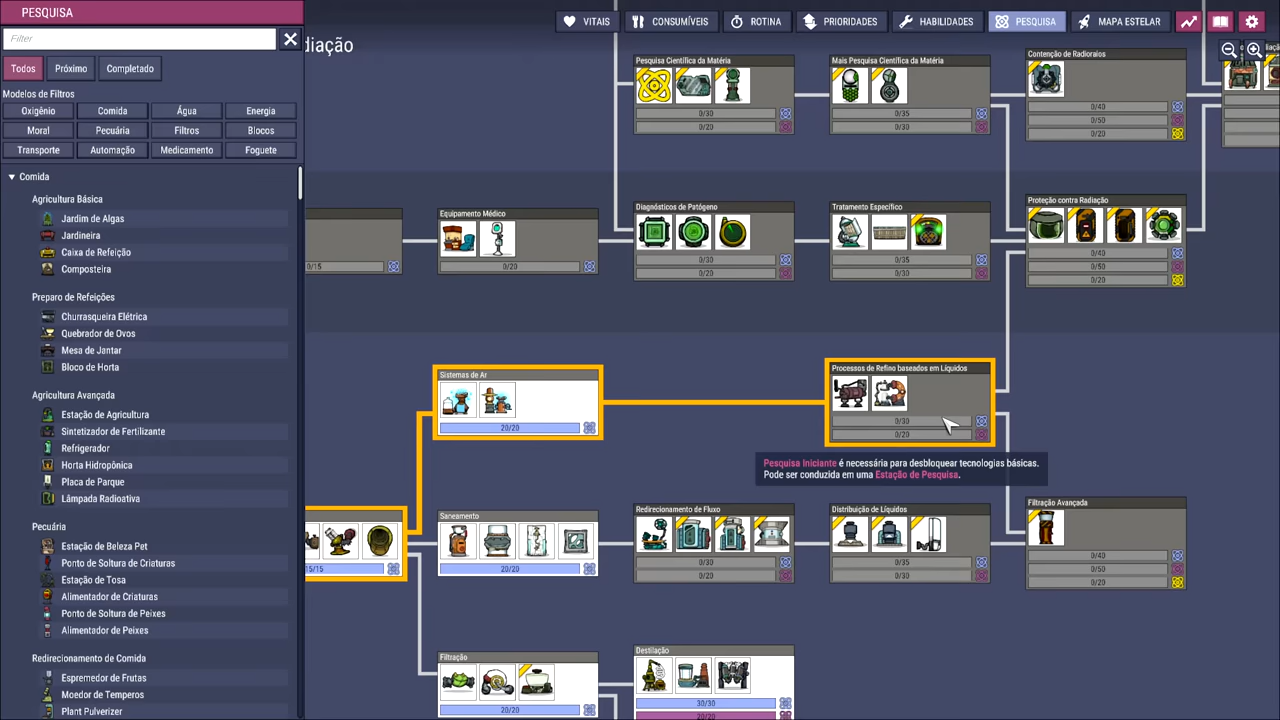 PESQUISA
Filter
Todos
Próximo
Completado
Modelos de Filtros
Oxigênio
Comida
Água
Energia
Moral
Pecuária
Filtros
Blocos
Transporte
Automação
Medicamento
Foguete
Comida
Agricultura Básica
Jardim de Algas
Jardineira
Caixa de Refeição
Composteira
Preparo de Refeições
Churrasqueira Elétrica
Quebrador de Ovos
Mesa de Jantar
Bloco de Horta
Agricultura Avançada
Estação de Agricultura
Sintetizador de Fertilizante
Refrigerador
Horta Hidropônica
Placa de Parque
Lâmpada Radioativa
Pecuária
Estação de Beleza Pet
Ponto de Soltura de Criaturas
Estação de Tosa
Alimentador de Criaturas
Ponto de Soltura de Peixes
Alimentador de Peixes
Redirecionamento de Comida
Espremedor de Frutas
Moedor de Temperos
Plant Pulverizer
VITAIS
CONSUMÍVEIS
ROTINA
PRIORIDADES
HABILIDADES
PESQUISA
MAPA ESTELAR
diação
Pesquisa Científica da Matéria
0/30
0/20
Mais Pesquisa Científica da Matéria
0/35
0/30
Contenção de Radioraios
0/40
0/50
0/20
0/15
Equipamento Médico
0/20
Diagnósticos de Patógeno
0/30
0/20
Tratamento Específico
0/35
0/30
Proteção contra Radiação
0/40
0/50
0/20
Sistemas de Ar
20/20
Processos de Refino baseados em Líquidos
0/30
0/20
Pesquisa Iniciante é necessária para desbloquear tecnologias básicas.
Pode ser conduzida em uma Estação de Pesquisa.
15/15
Saneamento
20/20
Redirecionamento de Fluxo
0/30
0/20
Distribuição de Líquidos
0/35
0/30
Filtração Avançada
0/40
0/50
0/20
Filtração
20/20
Destilação
30/30
20/20